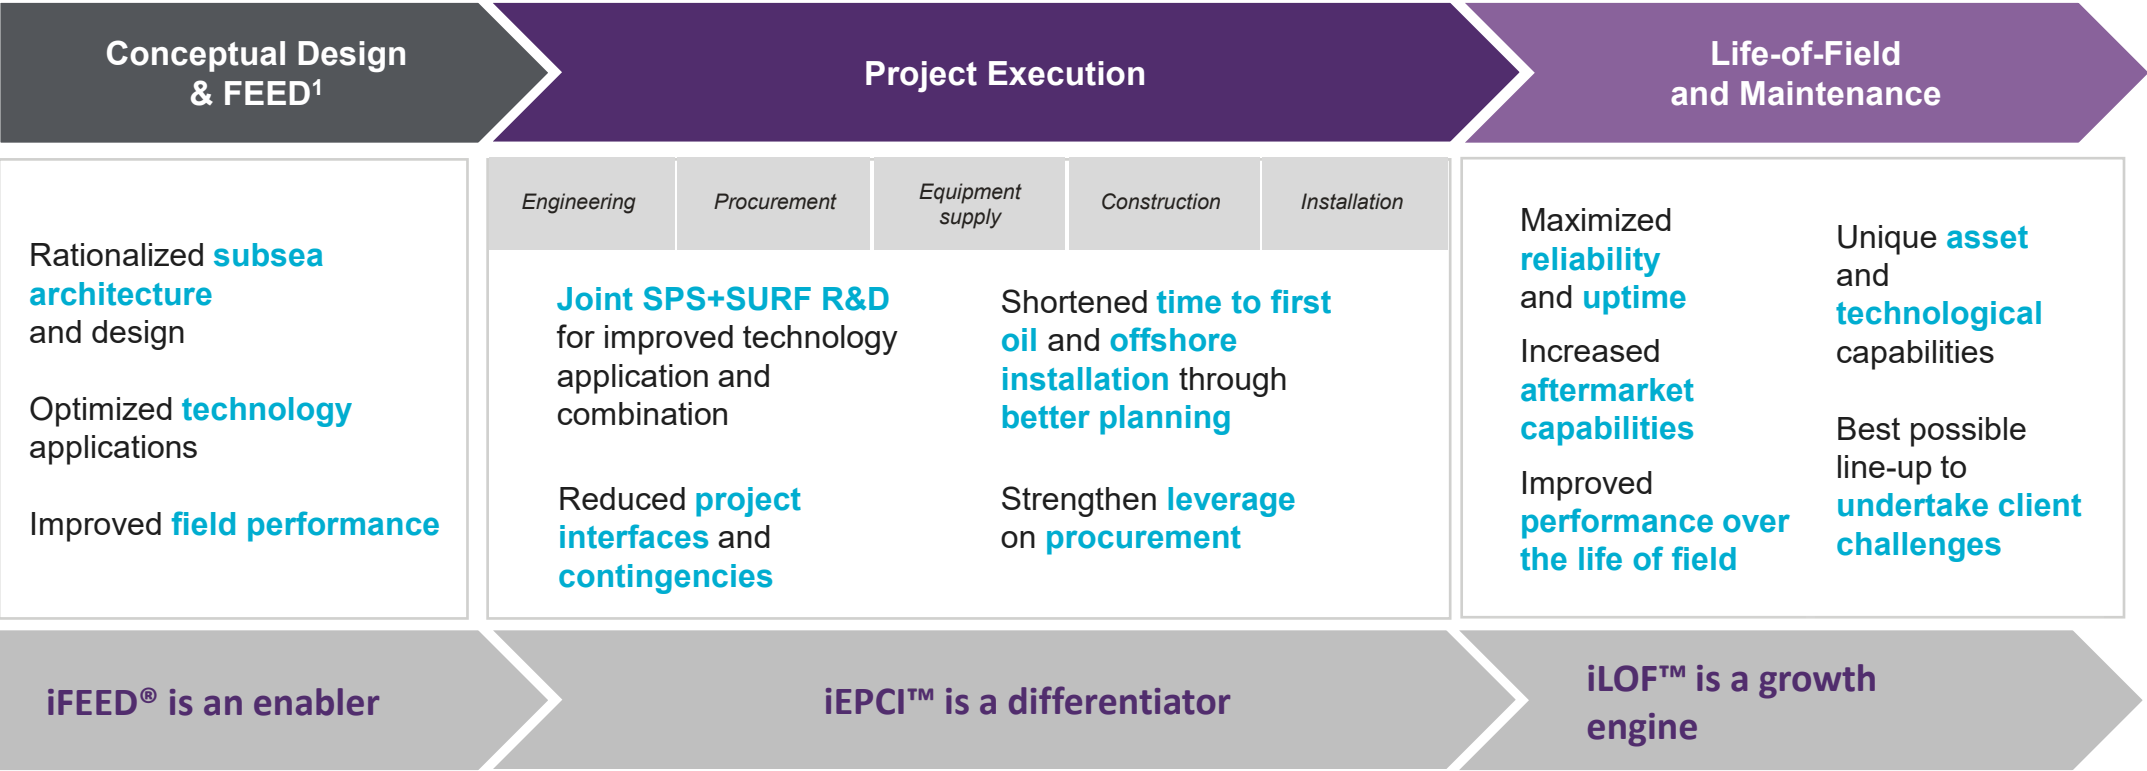 Conceptual Design
& FEED¹
Project Execution
Life-of-Field
and Maintenance
Rationalized subsea
architecture
and design
Optimized technology
applications
Improved field performance
Engineering
Procurement
Equipment
supply
Construction
Installation
Joint SPS+SURF R&D
for improved technology
application and
combination
Reduced project
interfaces and
contingencies
Shortened time to first
oil and offshore
installation through
better planning
Strengthen leverage
on procurement
Maximized
reliability
and uptime
Increased
aftermarket
capabilities
Improved
performance over
the life of field
Unique asset
and
technological
capabilities
Best possible
line-up to
undertake client
challenges
iFEED® is an enabler
iEPCI™ is a differentiator
iLOF™ is a growth
engine